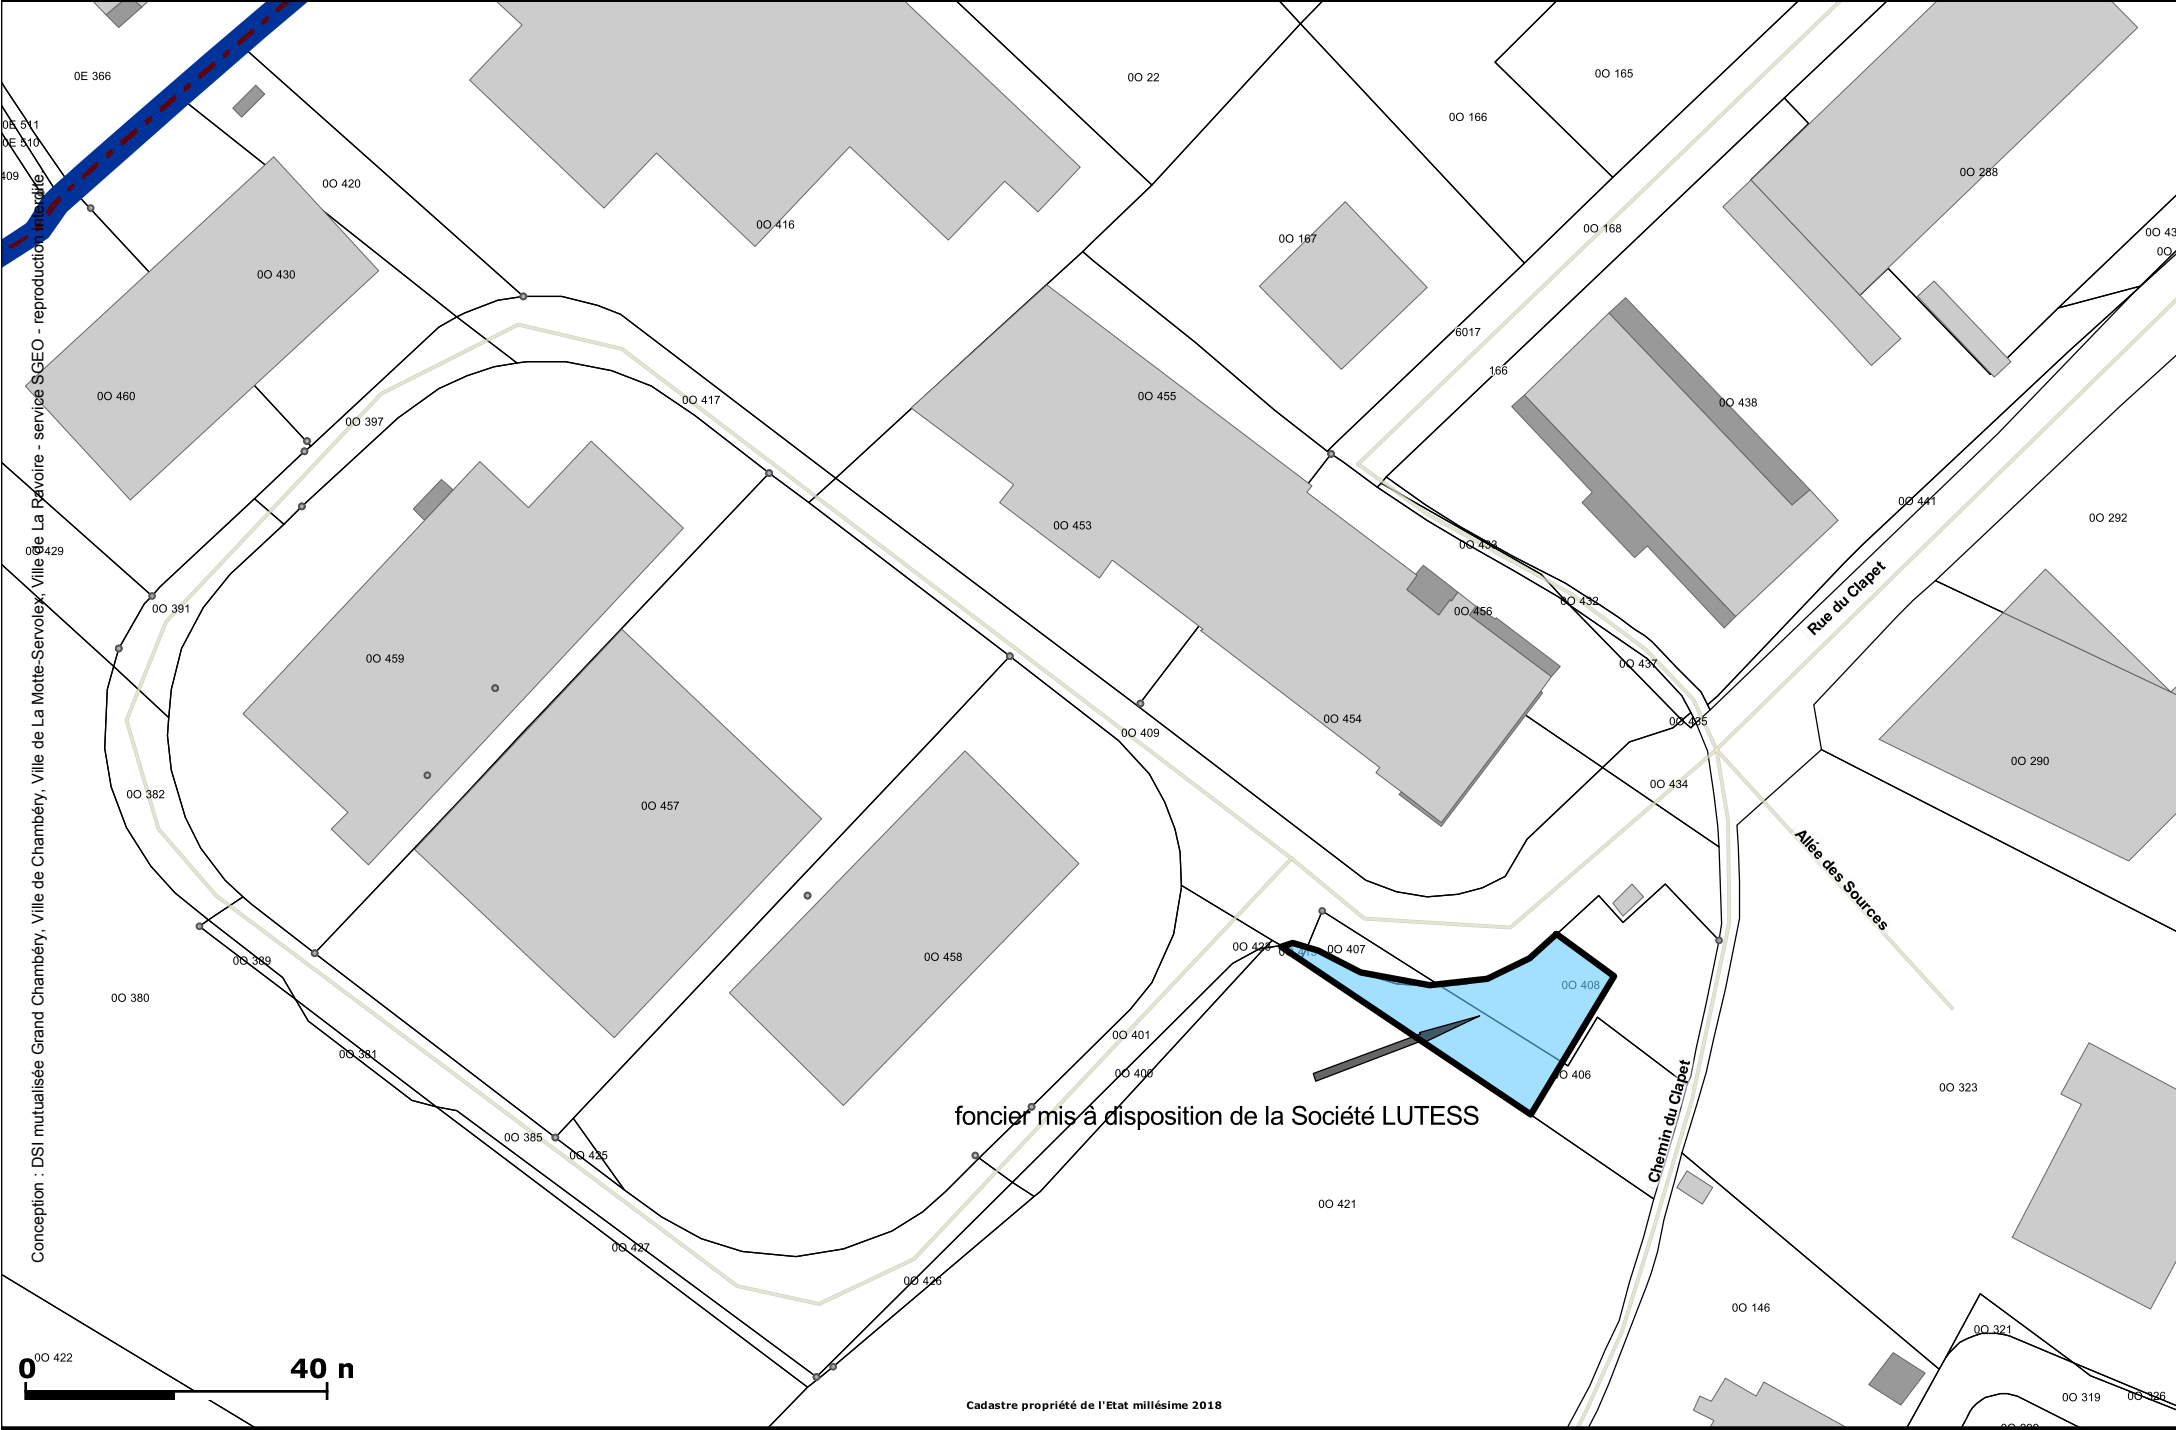 0E 366
0E 511
0E 510
409
0O 420
0O 430
0O 460
0O 397
0O 416
0O 22
0O 165
0O 166
0O 167
0O 168
0O 288
0O 43
0O
6017
166
0O 438
0O 455
0O 417
0O 453
0O 433
0O 441
0O 292
0O 429
0O 391
0O 459
0O 432
0O 456
0O 437
Rue du Clapet
0O 435
0O 454
0O 409
0O 290
0O 434
0O 382
0O 457
Allée des Sources
0O 458
0O 407
0O 408
0O 389
0O 380
0O 381
0O 401
0O 400
0O 406
0O 323
foncier mis à disposition de la Société LUTESS
Chemin du Clapet
0O 385
0O 425
0O 421
0O 427
0O 426
0O 146
0O 321
0O 422
0O 319
0O 326
0 40 n
Cadastre propriété de l'Etat millésime 2018
Conception : DSI mutualisée Grand Chambéry, Ville de Chambéry, Ville de La Motte-Servolex, Ville de La Ravoire - service SGEO - reproduction interdite.